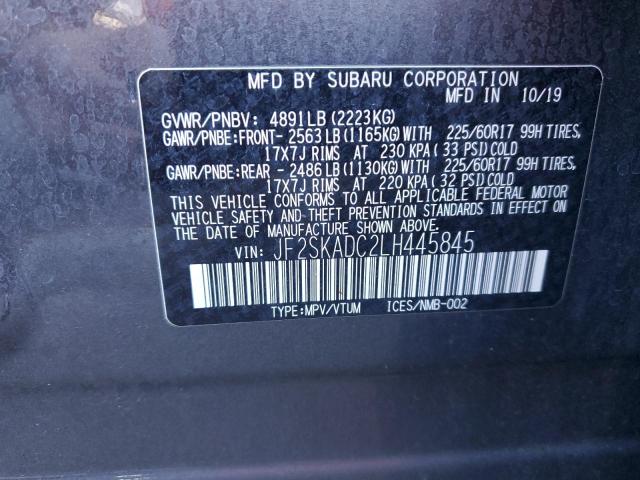 MFD BY SUBARU CORPORATION
MFD IN 10/19
GVWR/PNBV: 4891LB (2223KG)
GAWR/PNBE:FRONT- 2563LB (1165KG) WITH 225/60R17 99H TIRES,
17X7J RIMS AT 230 KPA (33 PSI) COLD
GAWR/PNBE:REAR - 2486LB (1130KG) WITH 225/60R17 99H TIRES,
17X7J RIMS AT 220 KPA (32 PSI) COLD
THIS VEHICLE CONFORMS TO ALL APPLICABLE FEDERAL MOTOR
VEHICLE SAFETY AND THEFT PREVENTION STANDARDS IN EFFECT ON
THE DATE OF MANUFACTURE SHOWN ABOVE.
VIN: JF2SKADC2LH445845
TYPE:MPV/VTUM ICES/NMB-002